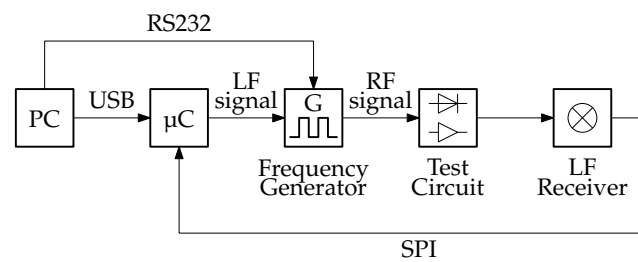 RS232
PC
USB
µC
LF
signal
G
RF
signal
Frequency
Generator
Test
Circuit
LF
Receiver
SPI